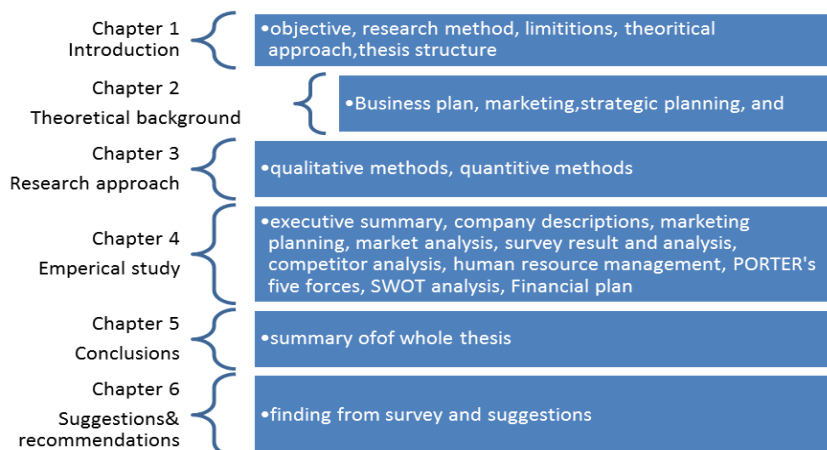 Chapter 1
Introduction
•objective, research method, limititions, theoritical
approach,thesis structure
Chapter 2
Theoretical background
•Business plan, marketing,strategic planning, and
Chapter 3
Research approach
•qualitative methods, quantitive methods
Chapter 4
Emperical study
•executive summary, company descriptions, marketing
planning, market analysis, survey result and analysis,
competitor analysis, human resource management, PORTER's
five forces, SWOT analysis, Financial plan
Chapter 5
Conclusions
•summary ofof whole thesis
Chapter 6
Suggestions&
recommendations
•finding from survey and suggestions